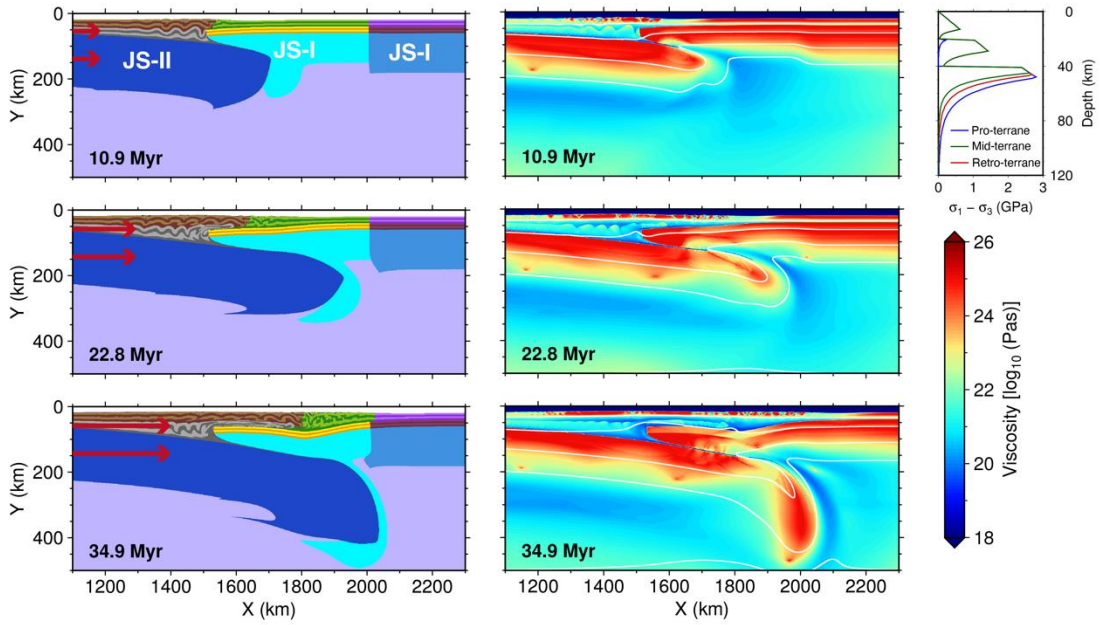 0
200
400
Y (km)
JS-II
JS-I
JS-I
10.9 Myr
0
40
80
120
Depth (km)
Pro-terrane
Mid-terrane
Retro-terrane
0 1 2 3
σ1 − σ3 (GPa)
0
200
400
Y (km)
22.8 Myr
22.8 Myr
10.9 Myr
0
200
400
Y (km)
34.9 Myr
34.9 Myr
1200 1400 1600 1800 2000 2200
X (km)
1200 1400 1600 1800 2000 2200
X (km)
26
24
22
20
18
Viscosity [log10 (Pas)]